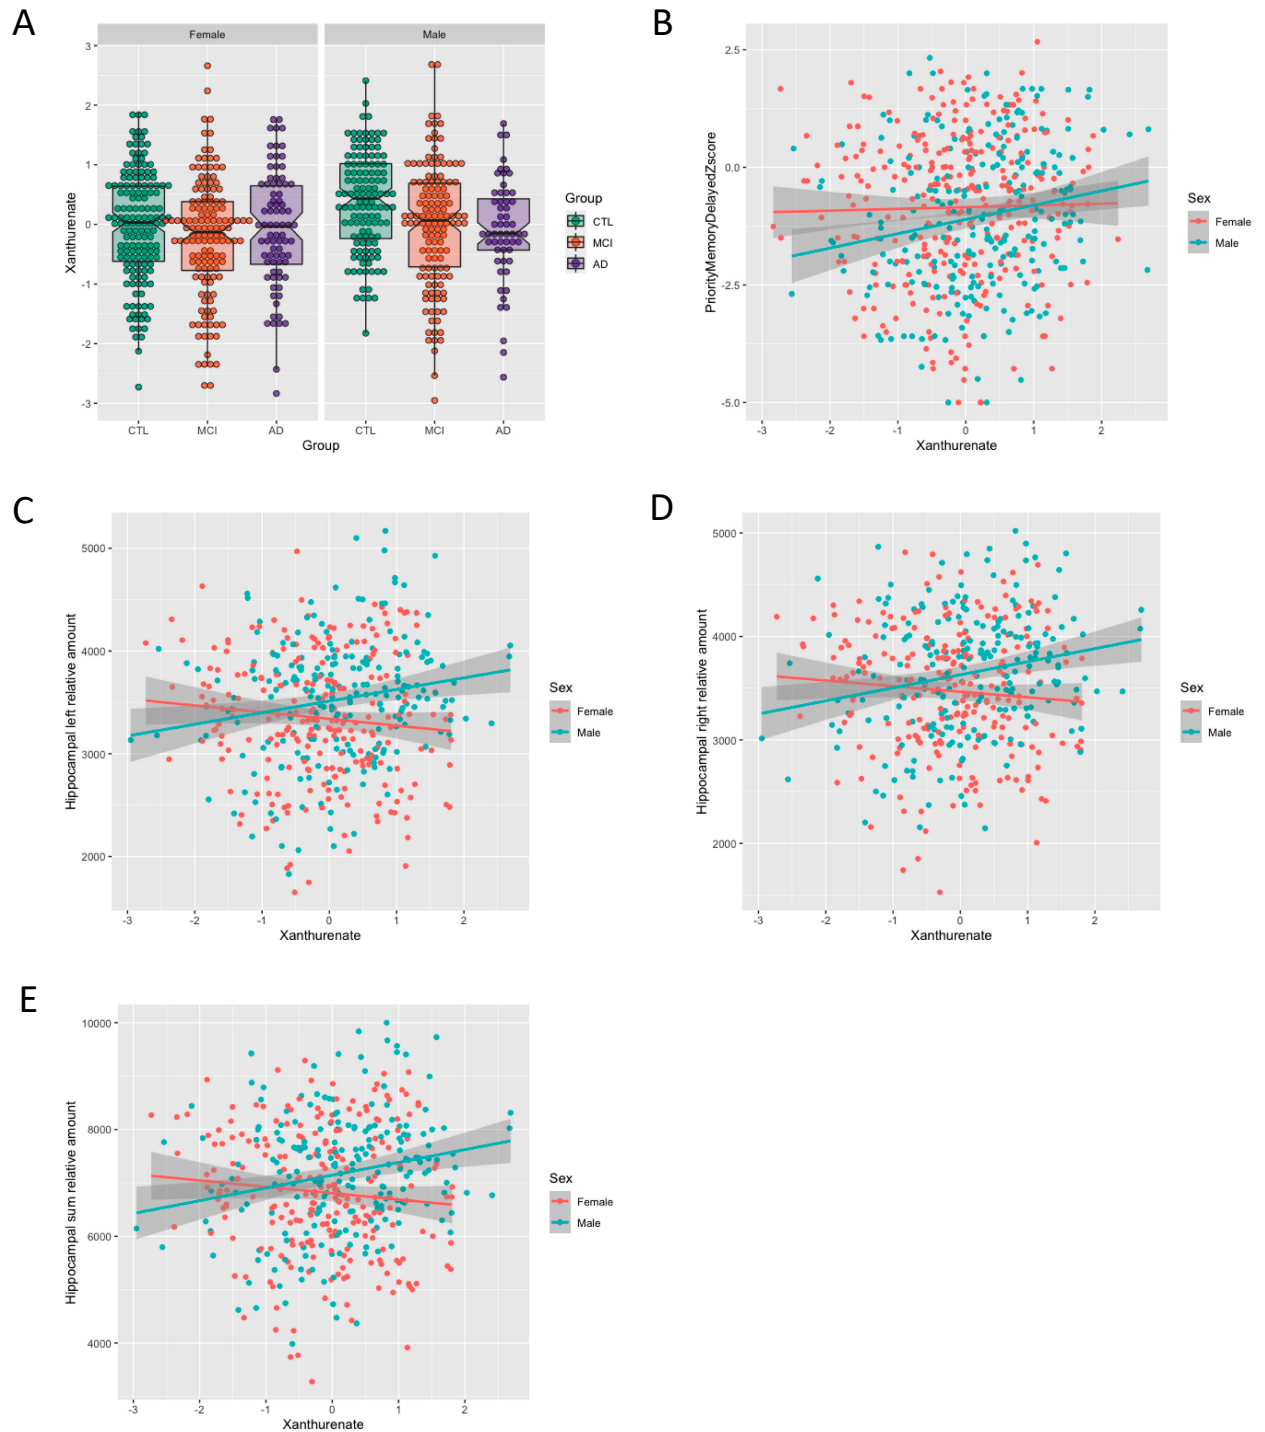 A
Female Male
3
2
1
0
-1
-2
-3
Xanthurenate
CTL MCI AD CTL MCI AD
Group
Group
CTL
MCI
AD
B
2.5
0.0
-2.5
-5.0
PriorityMemoryDelayedZscore
-3 -2 -1 0 1 2
Xanthurenate
Sex
Female
Male
C
5000
4000
3000
2000
Hippocampal left relative amount
-3 -2 -1 0 1 2
Xanthurenate
Sex
Female
Male
D
5000
4000
3000
2000
Hippocampal right relative amount
-3 -2 -1 0 1 2
Xanthurenate
Sex
Female
Male
E
10000
8000
6000
4000
Hippocampal sum relative amount
-3 -2 -1 0 1 2
Xanthurenate
Sex
Female
Male